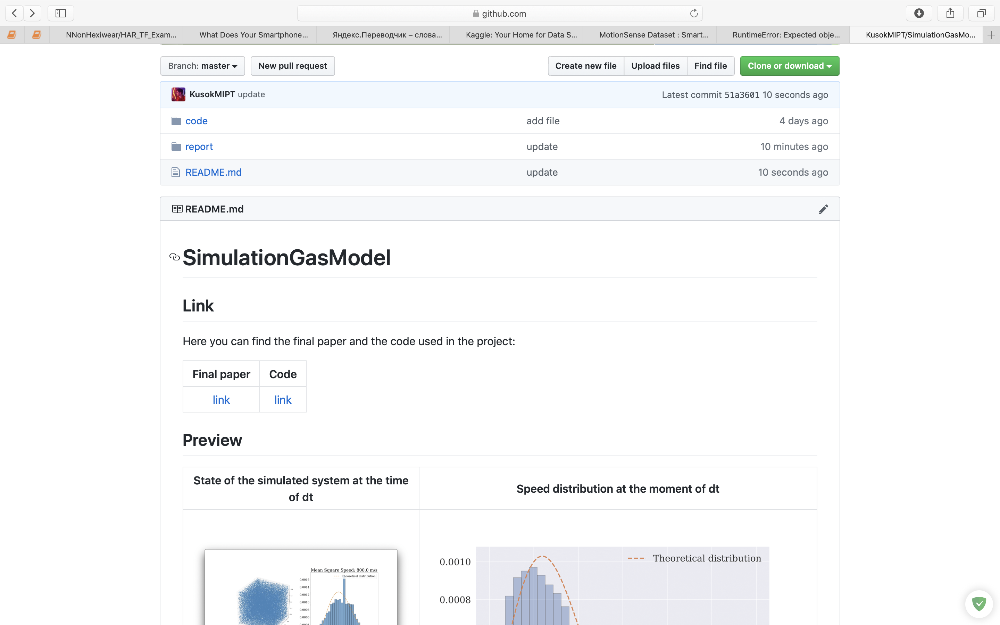 github.com
NNonHexiwear/HAR_TF_Exam... What Does Your Smartphone... Яндекс.Переводчик – слова... Kaggle: Your Home for Data S... MotionSense Dataset : Smart... RuntimeError: Expected obje... KusokMIPT/SimulationGasMo...
Branch: master New pull request Create new file Upload files Find file Clone or download
KusokMIPT update Latest commit 51a3601 10 seconds ago
code add file 4 days ago
report update 10 minutes ago
README.md update 10 seconds ago
README.md
SimulationGasModel
Link
Here you can find the final paper and the code used in the project:
Final paper Code
link link
Preview
State of the simulated system at the time
of dt
Speed distribution at the moment of dt
Mean Square Speed: 800.0 m/s
Theoretical distribution
0.0016
0.0014
0.0012
0.0010
0.0008
0.0006
0.0004
0.0010
Theoretical distribution
0.0008